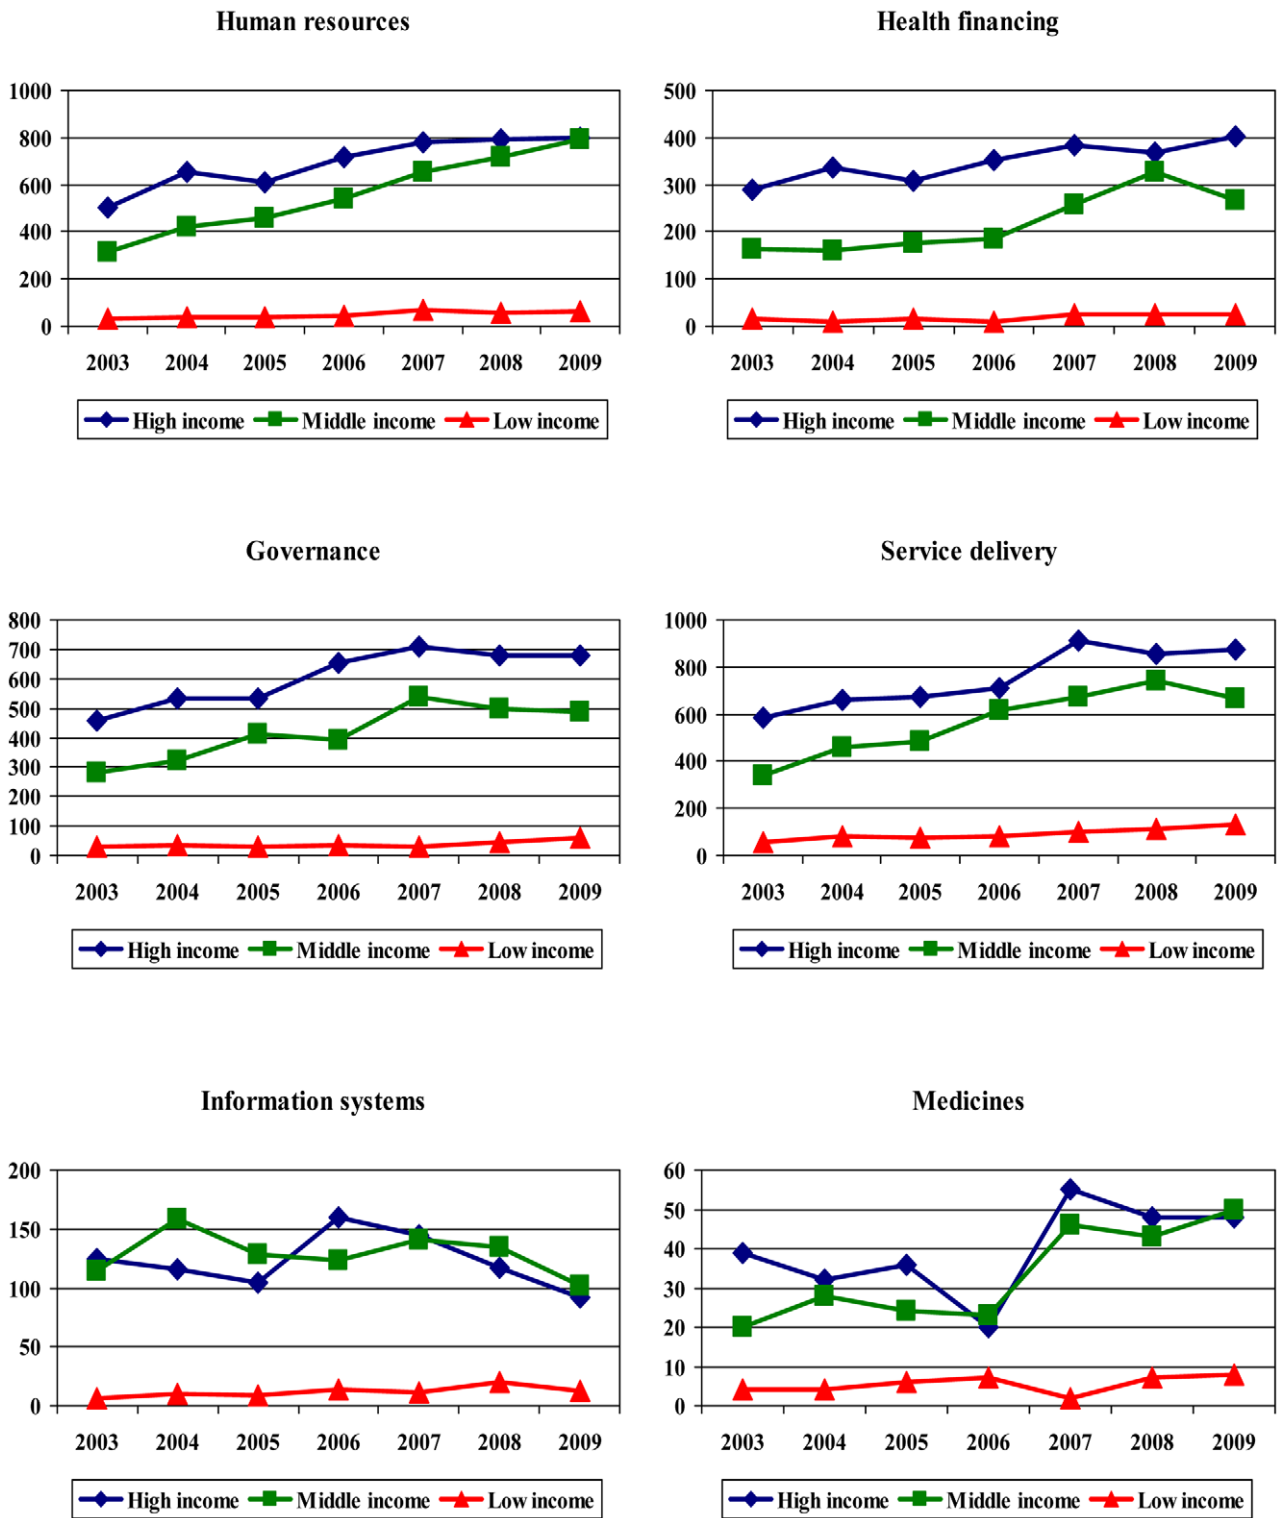 Human resources
1000
800
600
400
200
0
2003 2004 2005 2006 2007 2008 2009
High income Middle income Low income
Health financing
500
400
300
200
100
0
2003 2004 2005 2006 2007 2008 2009
High income Middle income Low income
Governance
800
700
600
500
400
300
200
100
0
2003 2004 2005 2006 2007 2008 2009
High income Middle income Low income
Service delivery
1000
800
600
400
200
0
2003 2004 2005 2006 2007 2008 2009
High income Middle income Low income
Information systems
200
150
100
50
0
2003 2004 2005 2006 2007 2008 2009
High income Middle income Low income
Medicines
60
50
40
30
20
10
0
2003 2004 2005 2006 2007 2008 2009
High income Middle income Low income